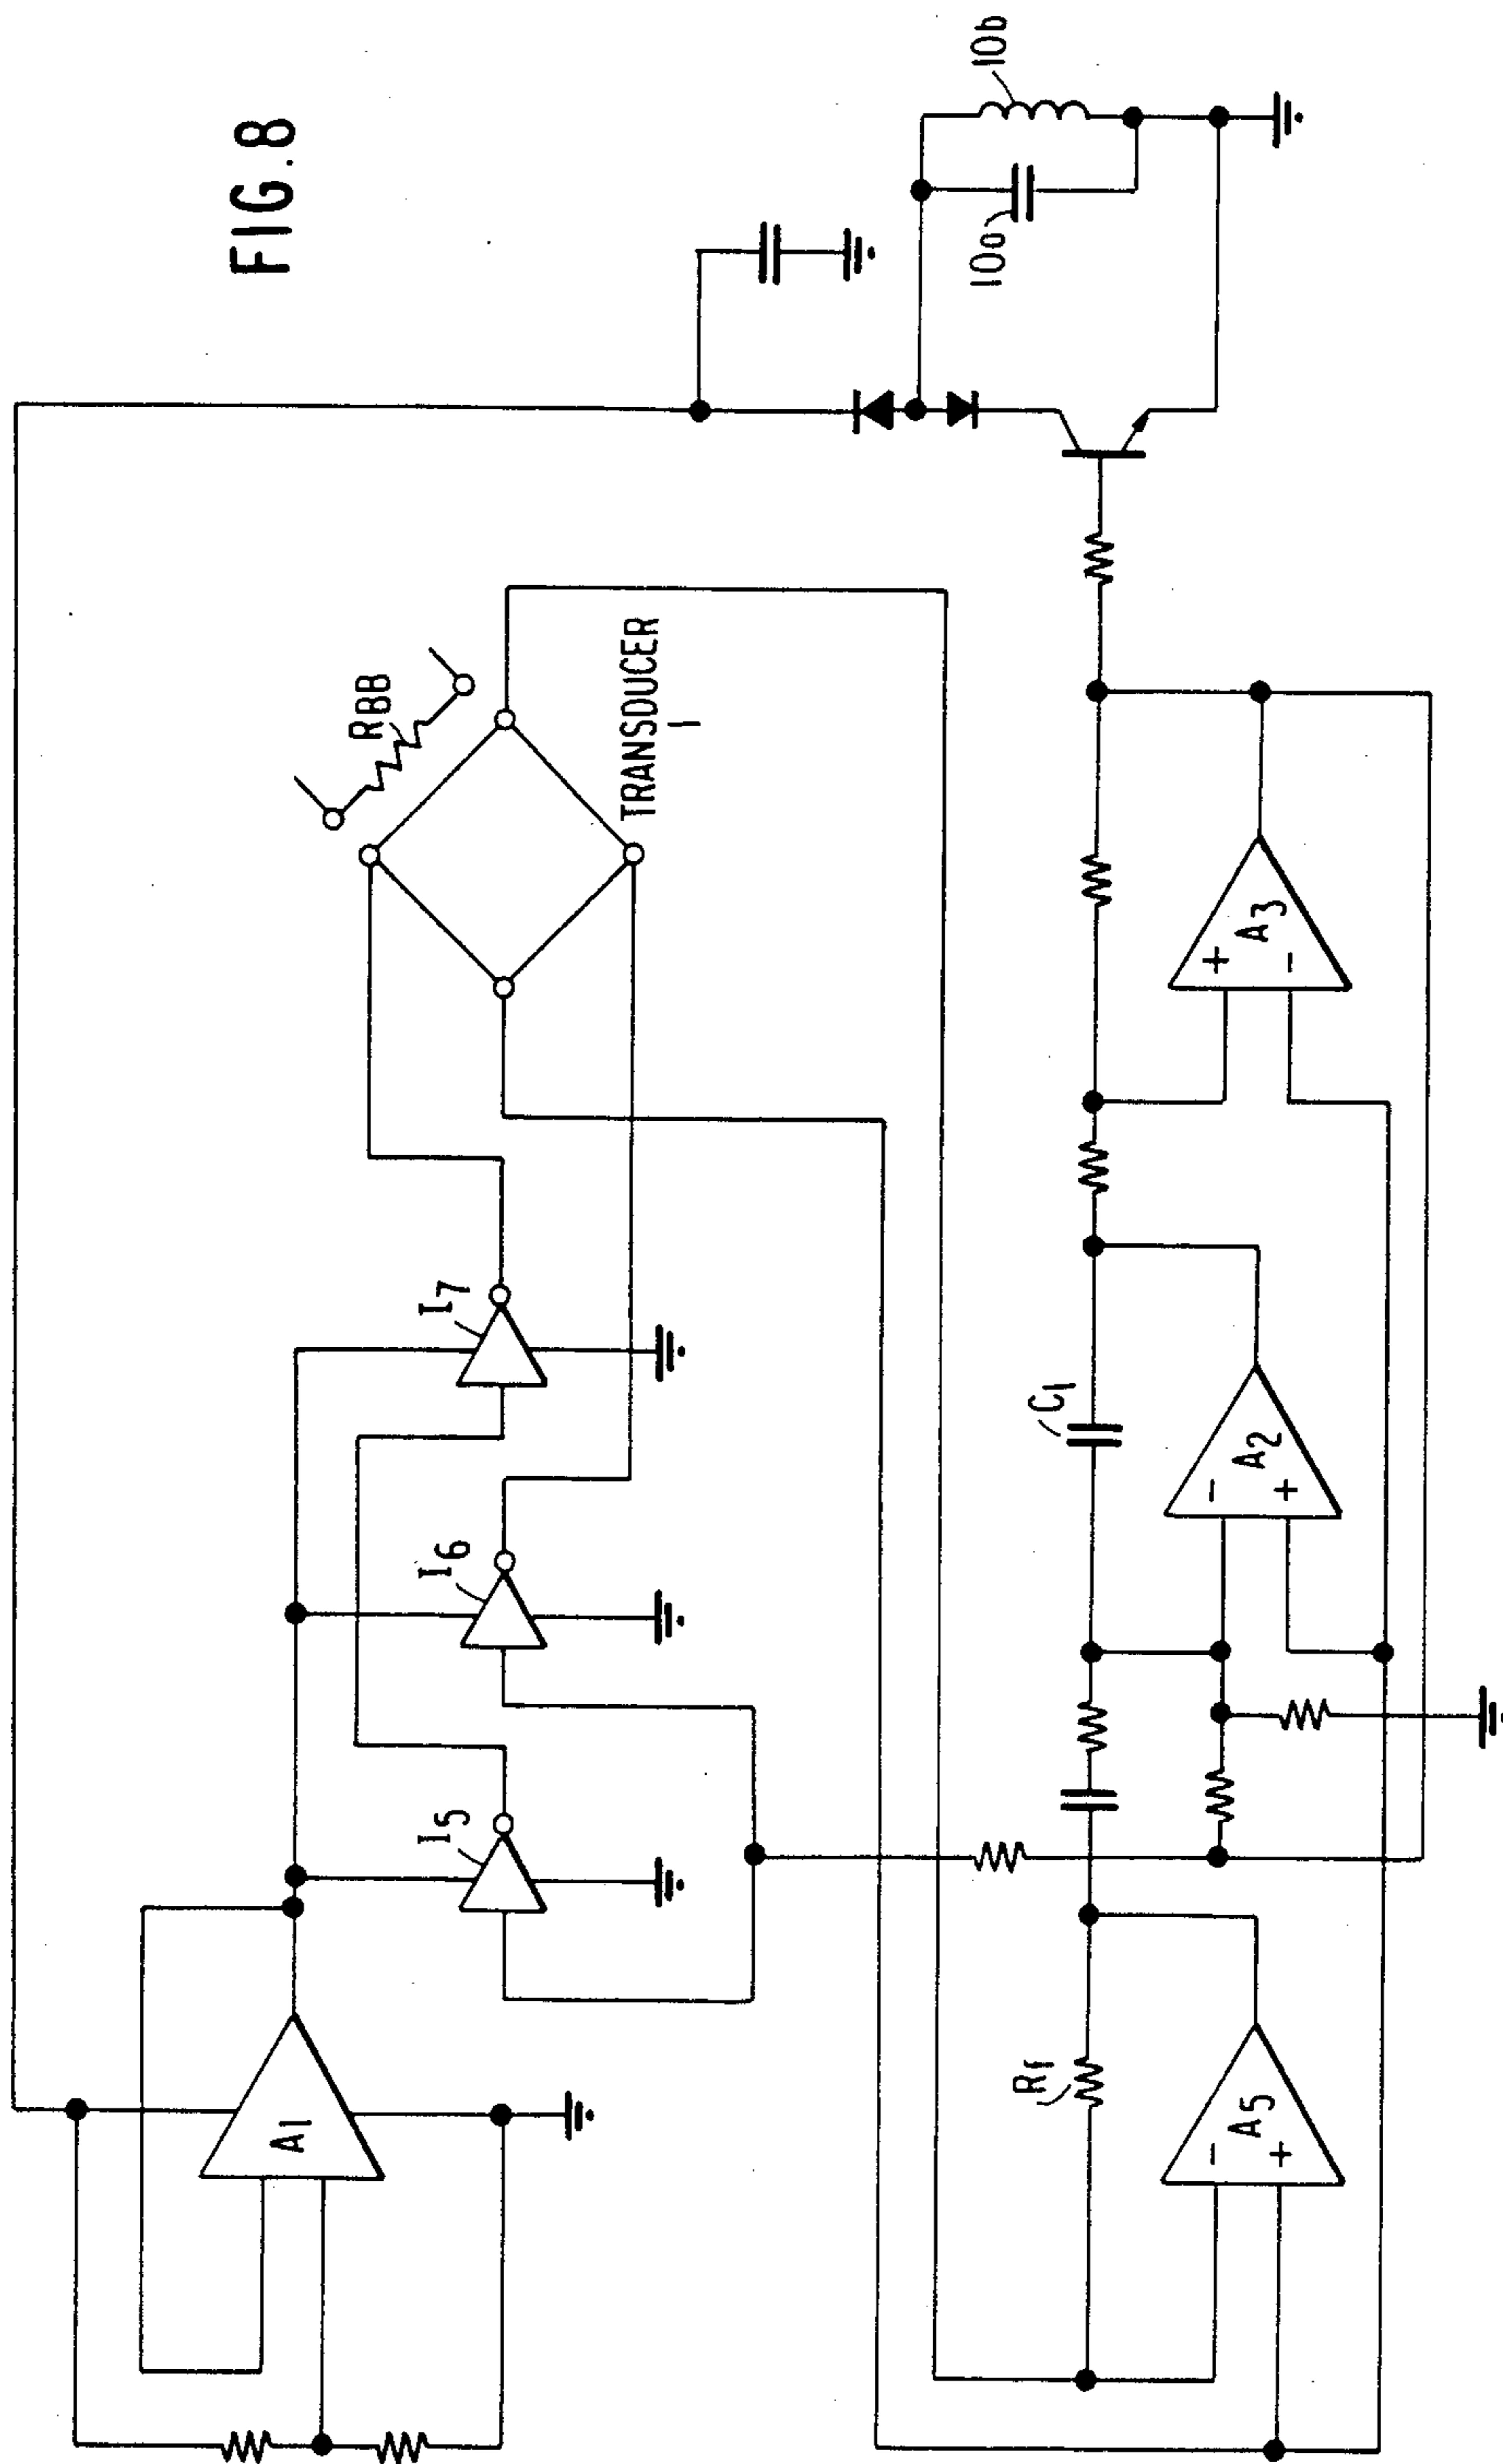 FIG.8
A1
I5
I6
I7
RBB
TRANSDUCER
1
10a
10b
Rf
A5
- +
C1
A2
- +
A3
+ -